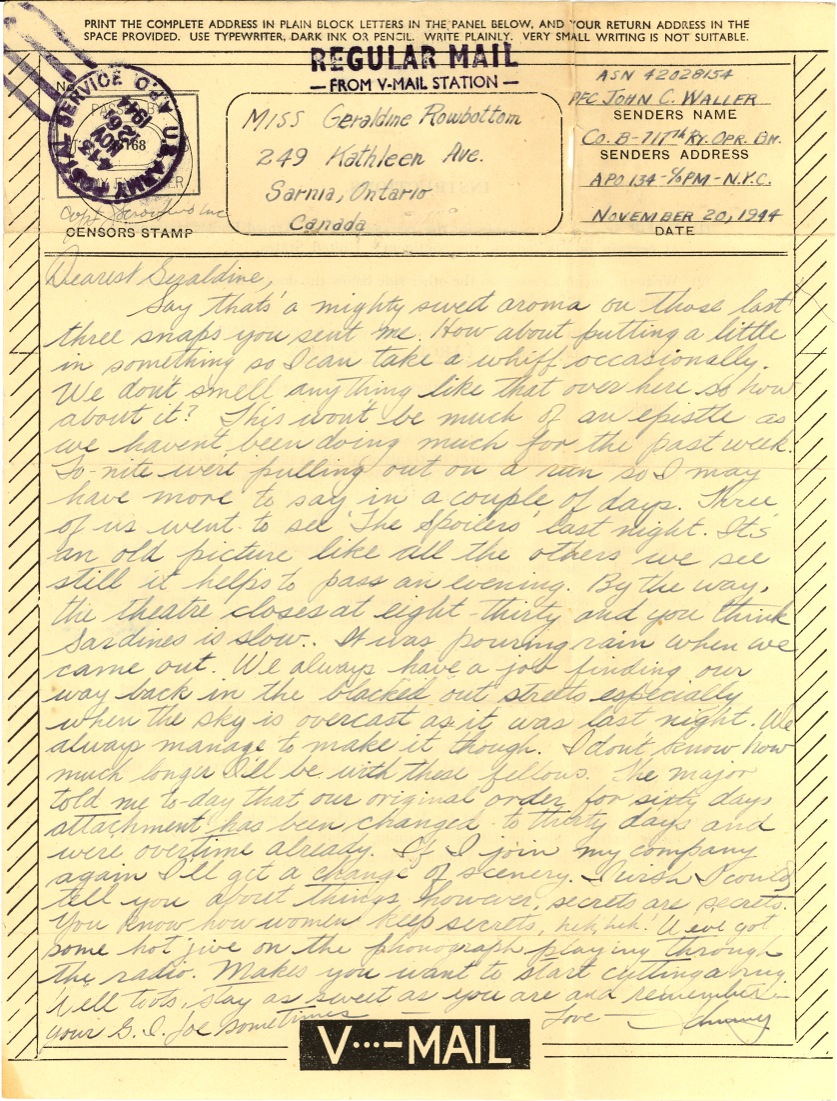 PRINT THE COMPLETE ADDRESS IN PLAIN BLOCK LETTERS IN THE PANEL BELOW, AND YOUR RETURN ADDRESS IN THE
SPACE PROVIDED. USE TYPEWRITER, DARK INK OR PENCIL. WRITE PLAINLY. VERY SMALL WRITING IS NOT SUITABLE.
REGULAR MAIL
— FROM V-MAIL STATION —
U.S. ARMY POSTAL SERVICE
NOV 26 1944
CENSORS STAMP
Miss Geraldine Rowbottom
249 Kathleen Ave.
Sarnia, Ontario
Canada
ASN 42028154
PFC JOHN C. WALLER
SENDERS NAME
CO. B-717th RY. OPR. BN.
SENDERS ADDRESS
APO 134-c/o PM-N.Y.C.
NOVEMBER 20, 1944
DATE
Dearest Geraldine,
Say that's a mighty sweet aroma on those last
three snaps you sent me. How about putting a little
in something so I can take a whiff occasionally.
We dont smell anything like that over here so how
about it? This wont be much of an epistle as
we havent been doing much for the past week.
To-nite were pulling out on a run so I may
have more to say in a couple of days. Three
of us went to see 'The Spoilers' last night. It's
an old picture like all the others we see
still it helps to pass an evening. By the way,
the theatre closes at eight-thirty and you think
Sardines is slow. It was pouring rain when we
came out. We always have a job finding our
way back in the blacked out streets especially
when the sky is overcast as it was last night. We
always manage to make it though. I don't know how
much longer I'll be with these fellows. The major
told me to-day that our original order for sixty days
attachment has been changed to thirty days and
were overtime already. If I join my company
again I'll get a change of scenery. I wish I could
tell you about things, however, secrets are secrets.
You know how women keep secrets, heh, heh! We've got
some hot jive on the phonograph playing through
the radio. Makes you want to start cutting a rug.
Well toots, stay as sweet as you are and remember
your G.I. Joe sometimes — Love —
V···—MAIL